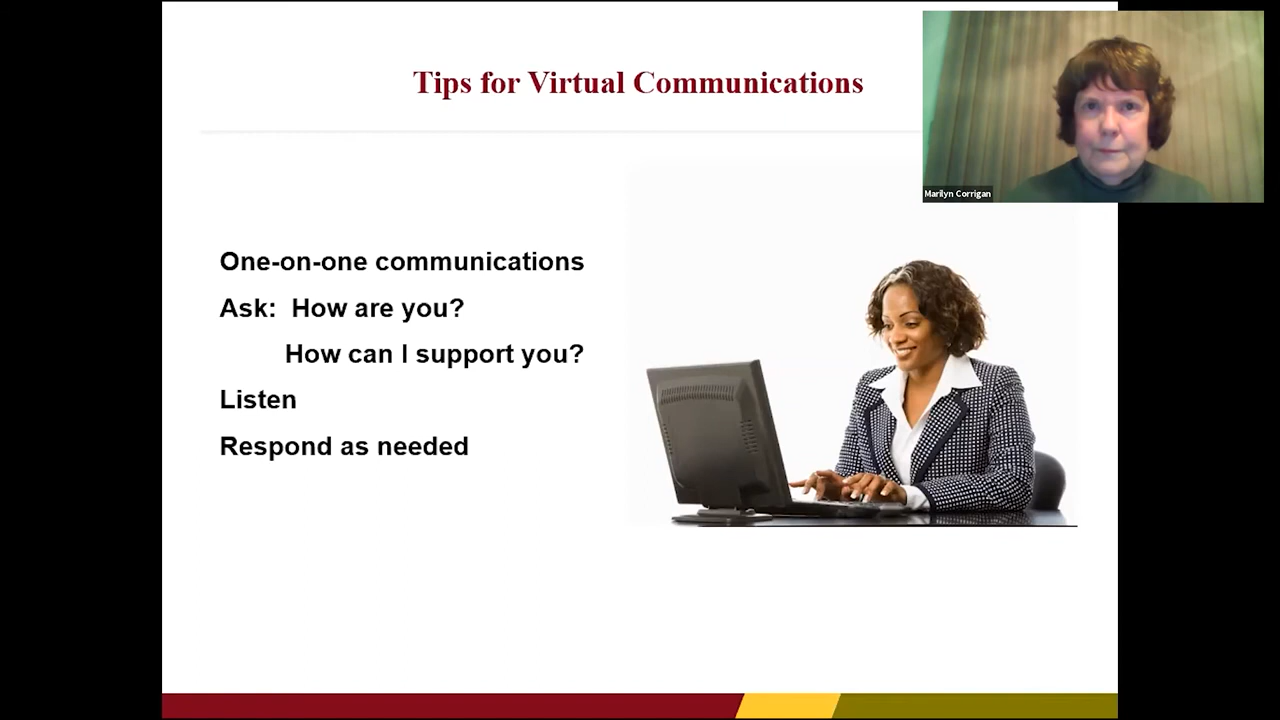 Tips for Virtual Communications
Marilyn Corrigan
One-on-one communications
Ask: How are you?
How can I support you?
Listen
Respond as needed